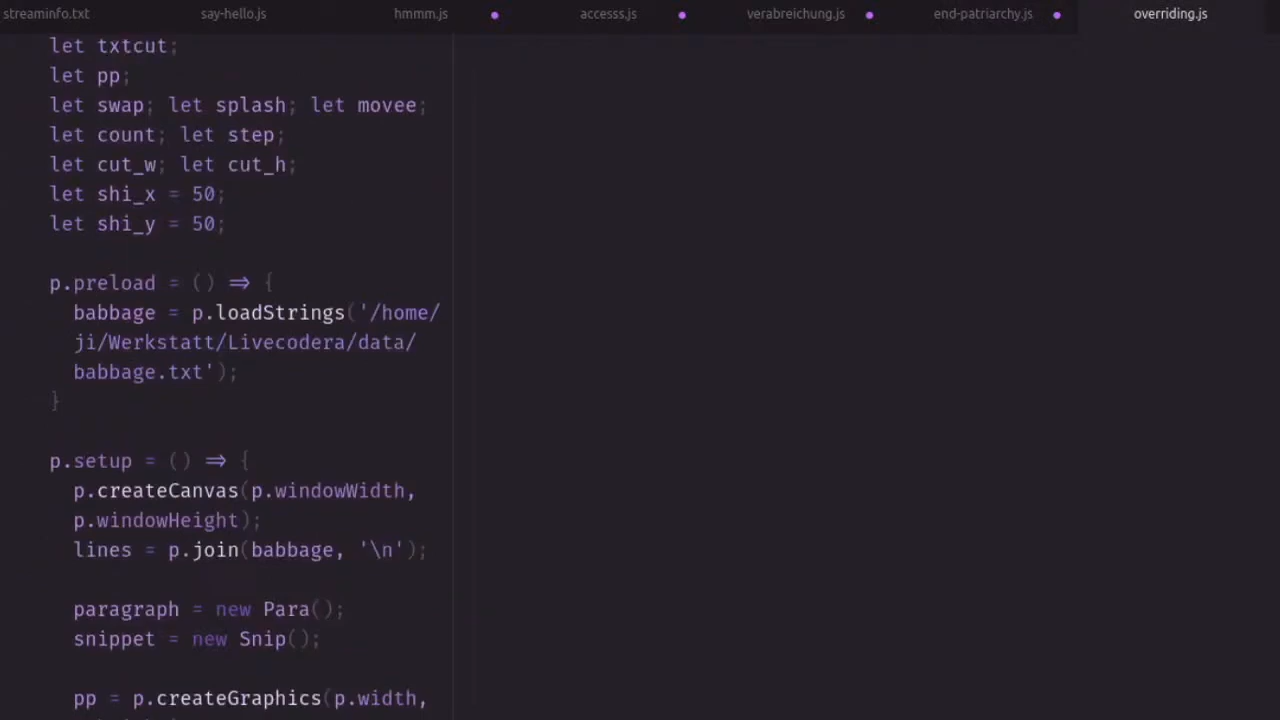 streaminfo.txt say-hello.js hmmm.js accesss.js verabreichung.js end-patriarchy.js overriding.js
let txtcut;
let pp;
let swap; let splash; let movee;
let count; let step;
let cut_w; let cut_h;
let shi_x = 50;
let shi_y = 50;
p.preload = () => {
babbage = p.loadStrings('/home/
ji/Werkstatt/Livecodera/data/
babbage.txt');
}
p.setup = () => {
p.createCanvas(p.windowWidth,
p.windowHeight);
lines = p.join(babbage, '\n');
paragraph = new Para();
snippet = new Snip();
pp = p.createGraphics(p.width,